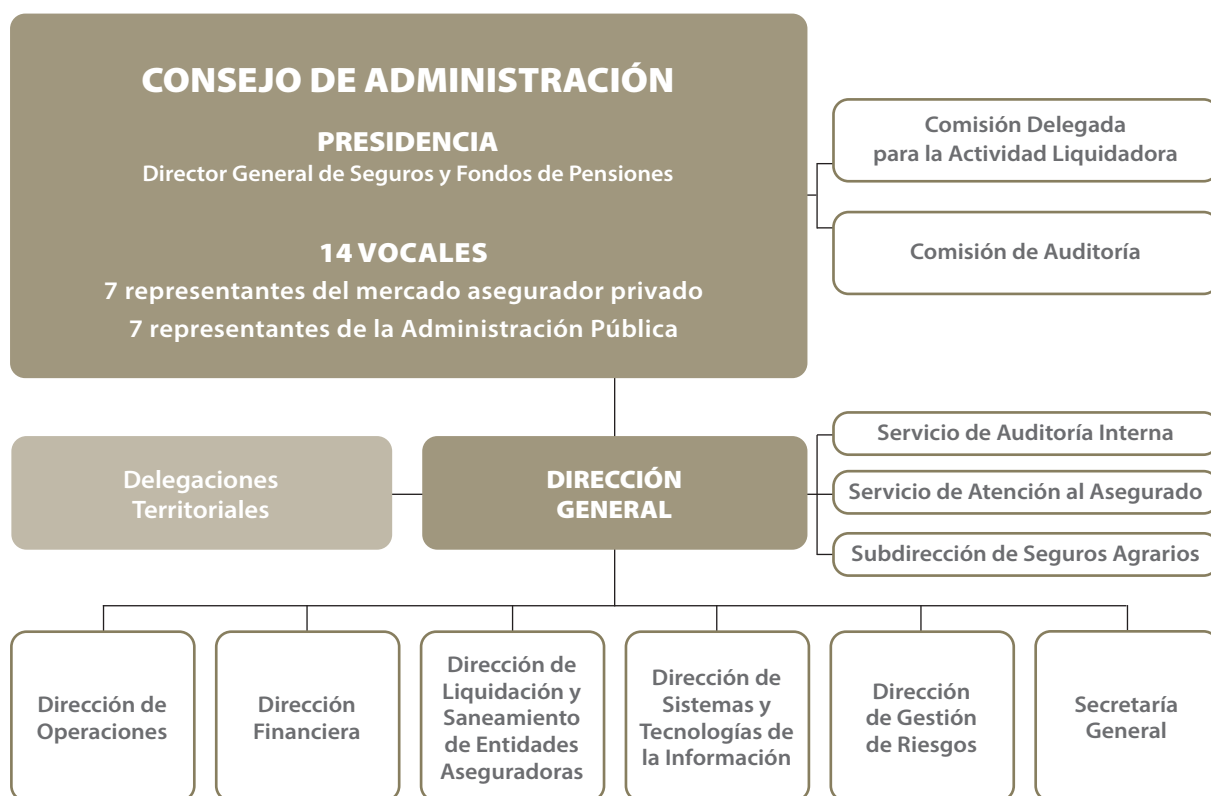 CONSEJO DE ADMINISTRACIÓN
PRESIDENCIA
Director General de Seguros y Fondos de Pensiones
14 VOCALES
7 representantes del mercado asegurador privado
7 representantes de la Administración Pública
Comisión Delegada
para la Actividad Liquidadora
Comisión de Auditoría
Delegaciones
Territoriales
DIRECCIÓN
GENERAL
Servicio de Auditoría Interna
Servicio de Atención al Asegurado
Subdirección de Seguros Agrarios
Dirección de
Operaciones
Dirección
Financiera
Dirección de
Liquidación y
Saneamiento
de Entidades
Aseguradoras
Dirección de
Sistemas y
Tecnologías de
la Información
Dirección
de Gestión
de Riesgos
Secretaría
General